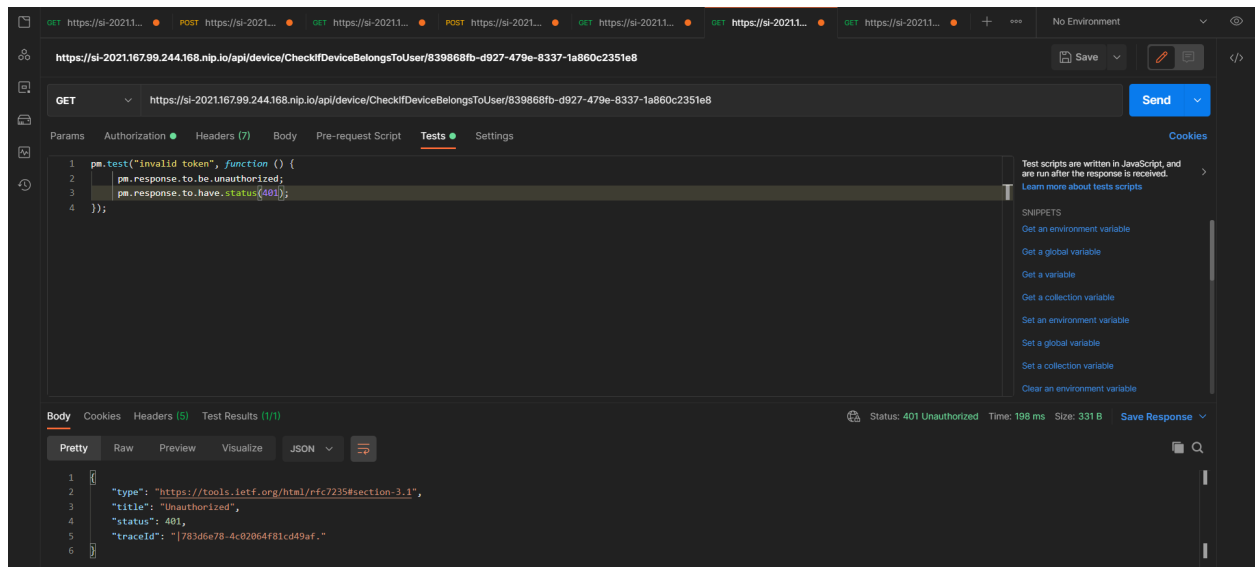 GET https://si-2021.1... POST https://si-2021.... GET https://si-2021.1... POST https://si-2021.... GET https://si-2021.1... GET https://si-2021.1... GET https://si-2021.1... + ooo No Environment
https://si-2021.167.99.244.168.nip.io/api/device/CheckIfDeviceBelongsToUser/839868fb-d927-479e-8337-1a860c2351e8 Save
GET https://si-2021.167.99.244.168.nip.io/api/device/CheckIfDeviceBelongsToUser/839868fb-d927-479e-8337-1a860c2351e8 Send
Params Authorization Headers (7) Body Pre-request Script Tests Settings Cookies
1 pm.test("invalid token", function () {
2 pm.response.to.be.unauthorized;
3 pm.response.to.have.status(401);
4 });
Test scripts are written in JavaScript, and
are run after the response is received.
Learn more about tests scripts
SNIPPETS
Get an environment variable
Get a global variable
Get a variable
Get a collection variable
Set an environment variable
Set a global variable
Set a collection variable
Clear an environment variable
Body Cookies Headers (5) Test Results (1/1) Status: 401 Unauthorized Time: 198 ms Size: 331 B Save Response
Pretty Raw Preview Visualize JSON
1 {
2 "type": "https://tools.ietf.org/html/rfc7235#section-3.1",
3 "title": "Unauthorized",
4 "status": 401,
5 "traceId": "|783d6e78-4c02064f81cd49af."
6 }